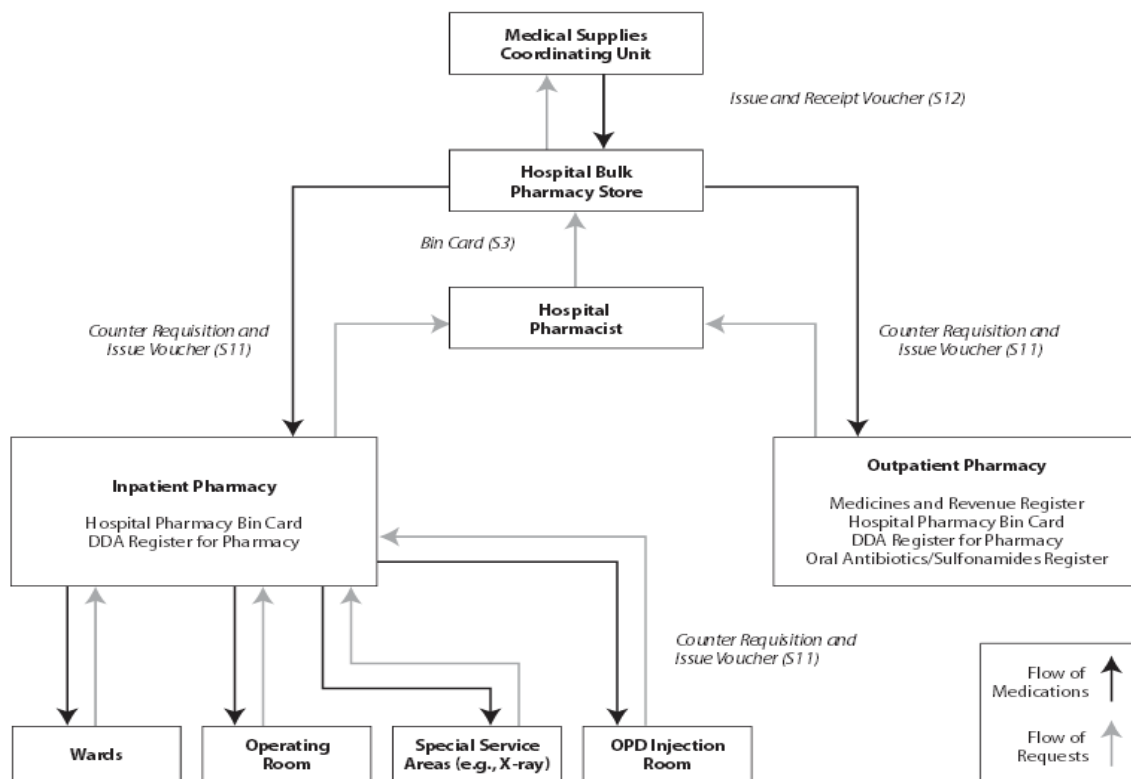 Medical Supplies
Coordinating Unit
Issue and Receipt Voucher (S12)
Hospital Bulk
Pharmacy Store
Bin Card (S3)
Hospital
Pharmacist
Counter Requisition and
Issue Voucher (S11)
Counter Requisition and
Issue Voucher (S11)
Inpatient Pharmacy
Hospital Pharmacy Bin Card
DDA Register for Pharmacy
Outpatient Pharmacy
Medicines and Revenue Register
Hospital Pharmacy Bin Card
DDA Register for Pharmacy
Oral Antibiotics/Sulfonamides Register
Counter Requisition and
Issue Voucher (S11)
Flow of
Medications
Flow of
Requests
Wards
Operating
Room
Special Service
Areas (e.g., X-ray)
OPD Injection
Room